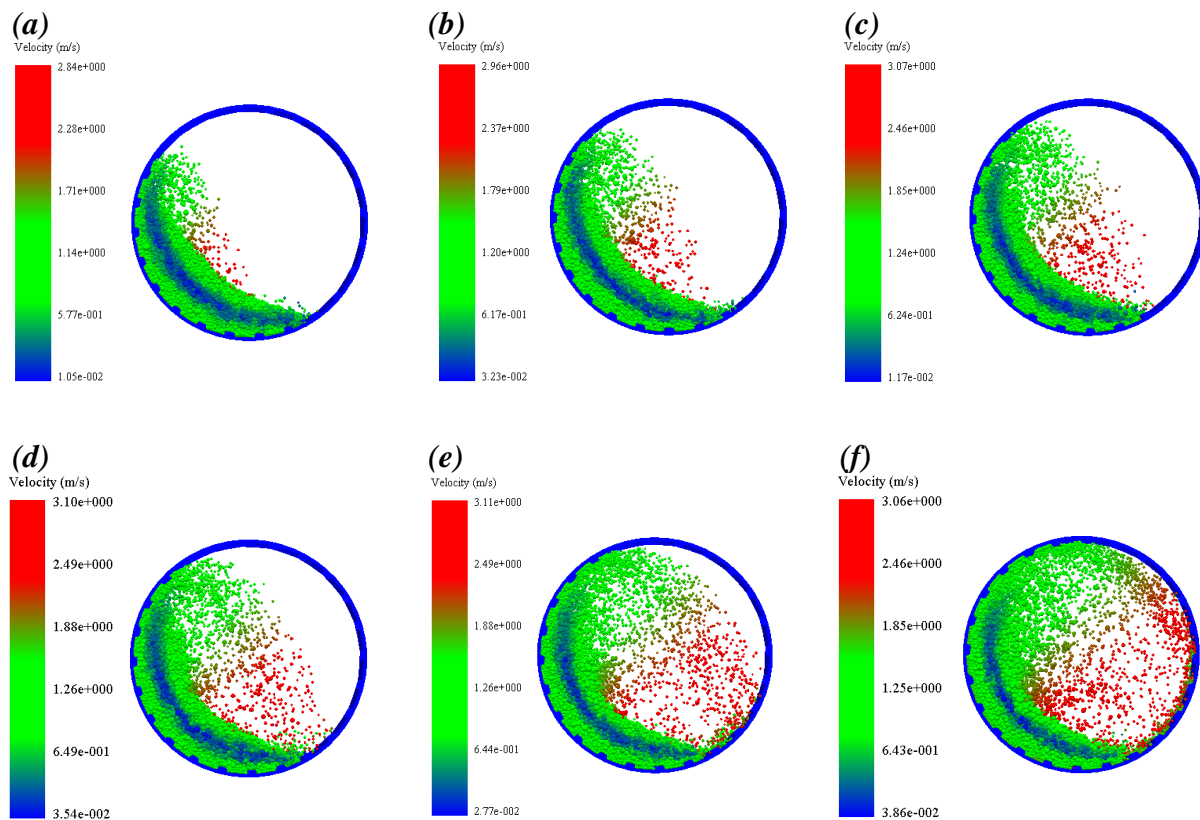 (a)
Velocity (m/s)
2.84e+000
2.28e+000
1.71e+000
1.14e+000
5.77e-001
1.05e-002
(b)
Velocity (m/s)
2.96e+000
2.37e+000
1.79e+000
1.20e+000
6.17e-001
3.23e-002
(c)
Velocity (m/s)
3.07e+000
2.46e+000
1.85e+000
1.24e+000
6.24e-001
1.17e-002
(d)
Velocity (m/s)
3.10e+000
2.49e+000
1.88e+000
1.26e+000
6.49e-001
3.54e-002
(e)
Velocity (m/s)
3.11e+000
2.49e+000
1.88e+000
1.26e+000
6.44e-001
2.77e-002
(f)
Velocity (m/s)
3.06e+000
2.46e+000
1.85e+000
1.25e+000
6.43e-001
3.86e-002